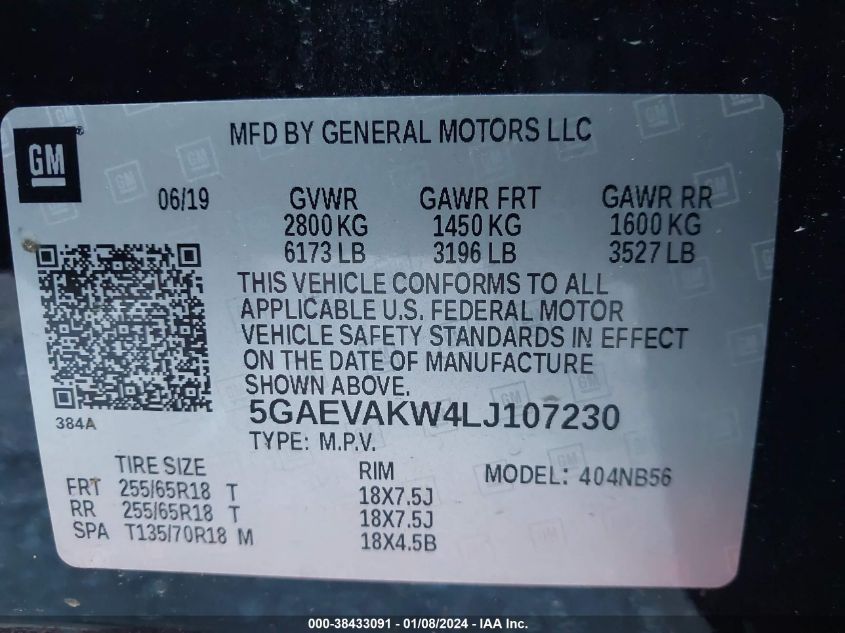 GM
MFD BY GENERAL MOTORS LLC
06/19 GVWR GAWR FRT GAWR RR
2800 KG 1450 KG 1600 KG
6173 LB 3196 LB 3527 LB
THIS VEHICLE CONFORMS TO ALL
APPLICABLE U.S. FEDERAL MOTOR
VEHICLE SAFETY STANDARDS IN EFFECT
ON THE DATE OF MANUFACTURE
SHOWN ABOVE.
384A
5GAEVAKW4LJ107230
TYPE: M.P.V.
TIRE SIZE RIM MODEL: 404NB56
FRT 255/65R18 T 18X7.5J
RR 255/65R18 T 18X7.5J
SPA T135/70R18 M 18X4.5B
000-38433091 - 01/08/2024 - IAA Inc.